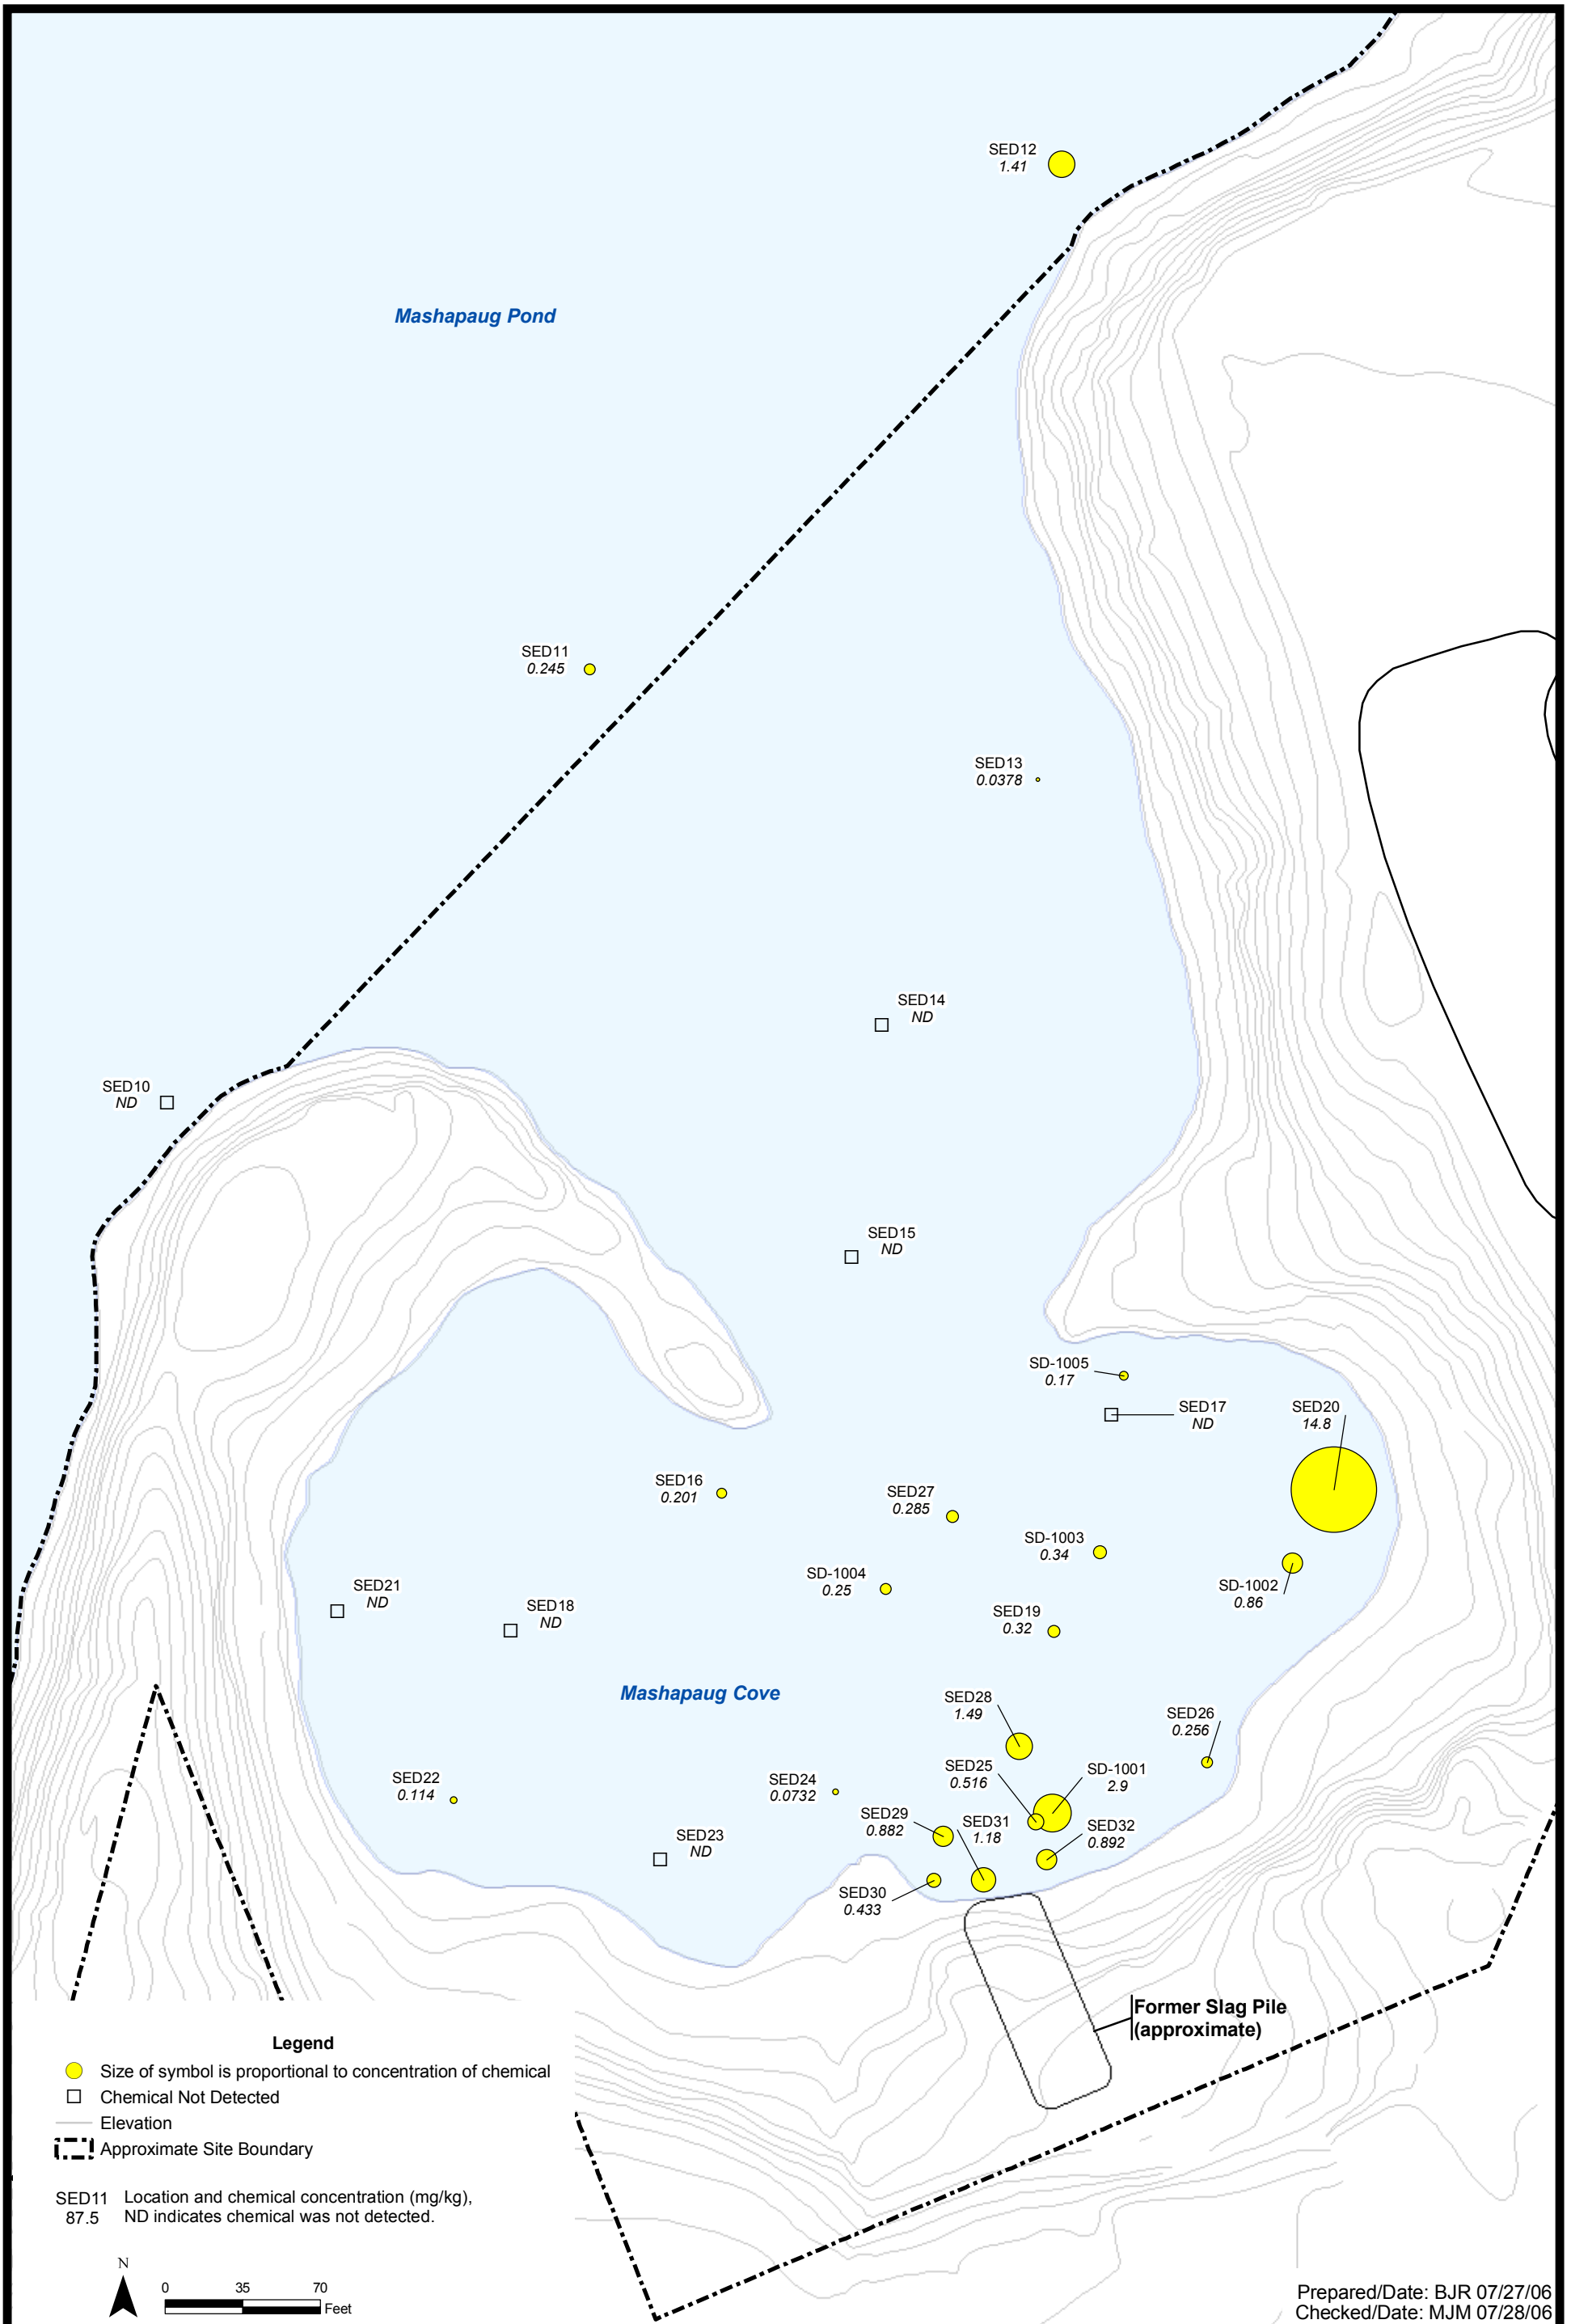 SED12
1.41
Mashapaug Pond
SED11
0.245
SED13
0.0378
SED14
ND
SED10
ND
SED15
ND
SD-1005
0.17
SED17
ND
SED20
14.8
SED16
0.201
SED27
0.285
SD-1003
0.34
SD-1004
0.25
SD-1002
0.86
SED21
ND
SED18
ND
SED19
0.32
Mashapaug Cove
SED28
1.49
SED26
0.256
SED22
0.114
SED24
0.0732
SED25
0.516
SD-1001
2.9
SED29
0.882
SED31
1.18
SED32
0.892
SED23
ND
SED30
0.433
Former Slag Pile
(approximate)
Legend
Size of symbol is proportional to concentration of chemical
Chemical Not Detected
Elevation
Approximate Site Boundary
SED11 Location and chemical concentration (mg/kg),
87.5 ND indicates chemical was not detected.
N
0 35 70
Feet
Prepared/Date: BJR 07/27/06
Checked/Date: MJM 07/28/06